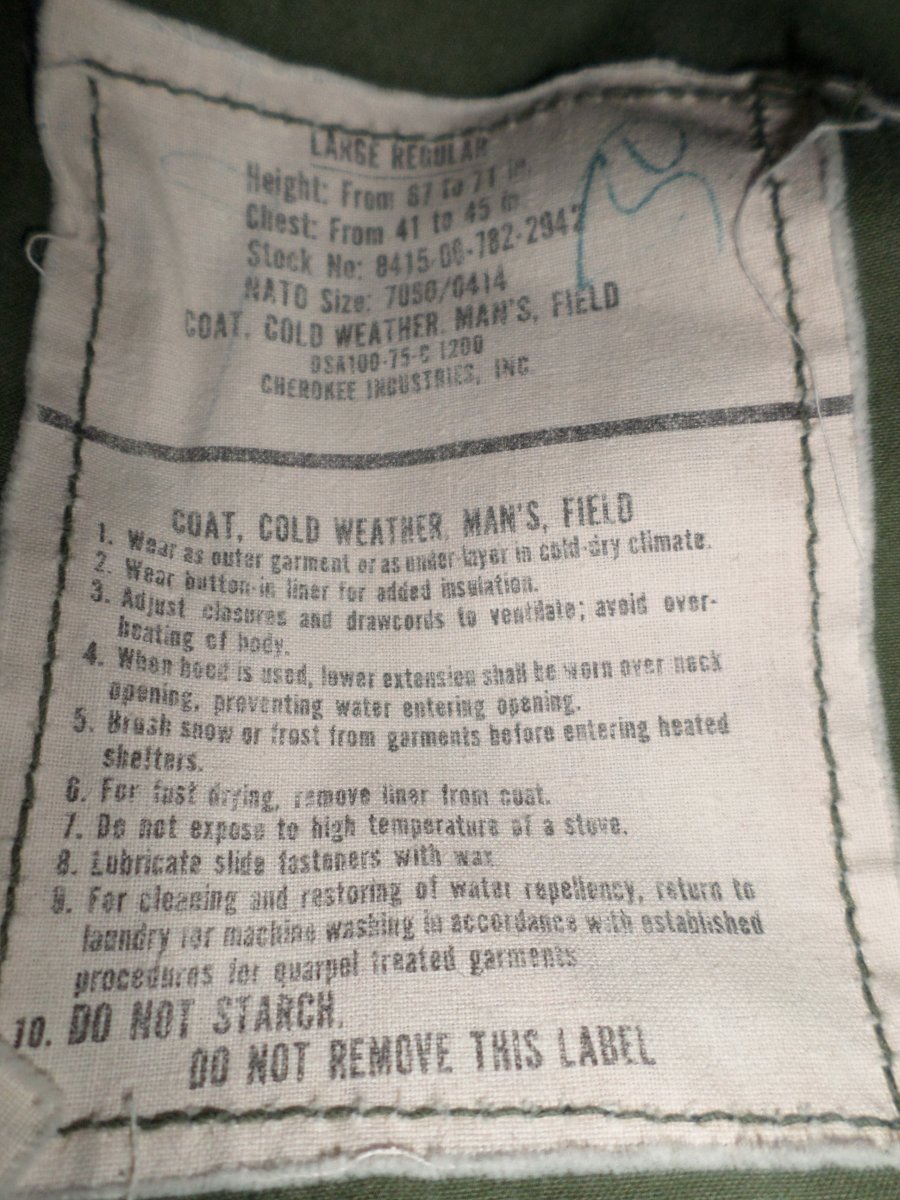 LARGE REGULAR
Height: From 67 to 71 in.
Chest: From 41 to 45 in.
Stock No: 8415-00-782-2942
NATO Size: 7080/0414
COAT, COLD WEATHER, MAN'S, FIELD
DSA100-75-C 1200
CHEROKEE INDUSTRIES, INC.
COAT, COLD WEATHER, MAN'S, FIELD
1. Wear as outer garment or as under-layer in cold-dry climate.
2. Wear button-in liner for added insulation.
3. Adjust closures and drawcords to ventilate; avoid over-
heating of body.
4. When hood is used, lower extension shall be worn over neck
opening, preventing water entering opening.
5. Brush snow or frost from garments before entering heated
shelters.
6. For fast drying, remove liner from coat.
7. Do not expose to high temperature of a stove.
8. Lubricate slide fasteners with wax
9. For cleaning and restoring of water repellency, return to
laundry for machine washing in accordance with established
procedures for quarpel treated garments
10. DO NOT STARCH.
DO NOT REMOVE THIS LABEL